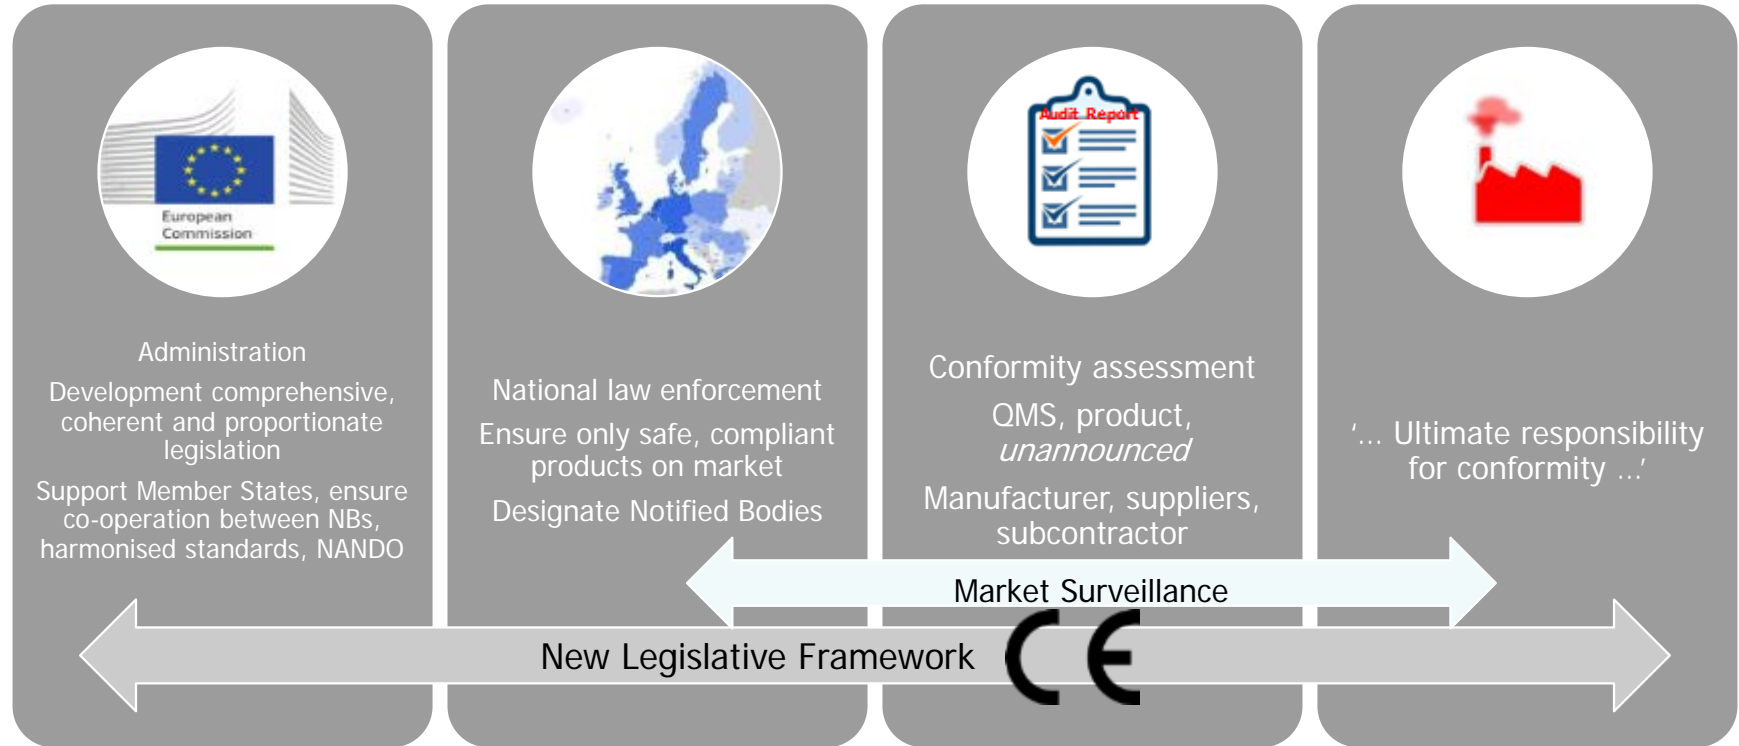 European
Commission
Administration
Development comprehensive,
coherent and proportionate
legislation
Support Member States, ensure
co-operation between NBs,
harmonised standards, NANDO
National law enforcement
Ensure only safe, compliant
products on market
Designate Notified Bodies
Audit Report
Conformity assessment
QMS, product,
unannounced
Manufacturer, suppliers,
subcontractor
‘... Ultimate responsibility
for conformity ...’
Market Surveillance
New Legislative Framework CE